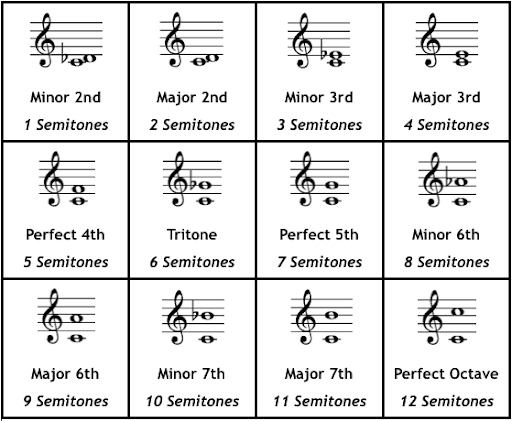 Minor 2nd
1 Semitones
Major 2nd
2 Semitones
Minor 3rd
3 Semitones
Major 3rd
4 Semitones
Perfect 4th
5 Semitones
Tritone
6 Semitones
Perfect 5th
7 Semitones
Minor 6th
8 Semitones
Major 6th
9 Semitones
Minor 7th
10 Semitones
Major 7th
11 Semitones
Perfect Octave
12 Semitones